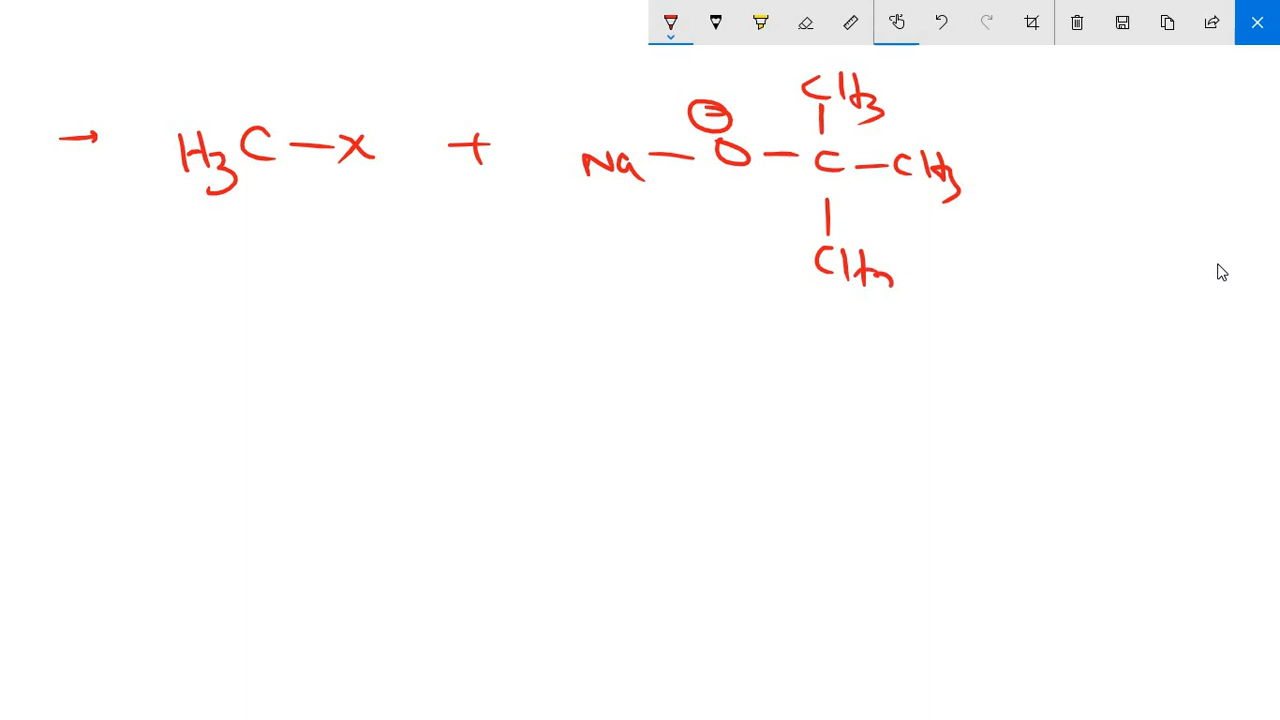 CH3
→ H3C — X + Na — O⊖ — C — CH3
CH3